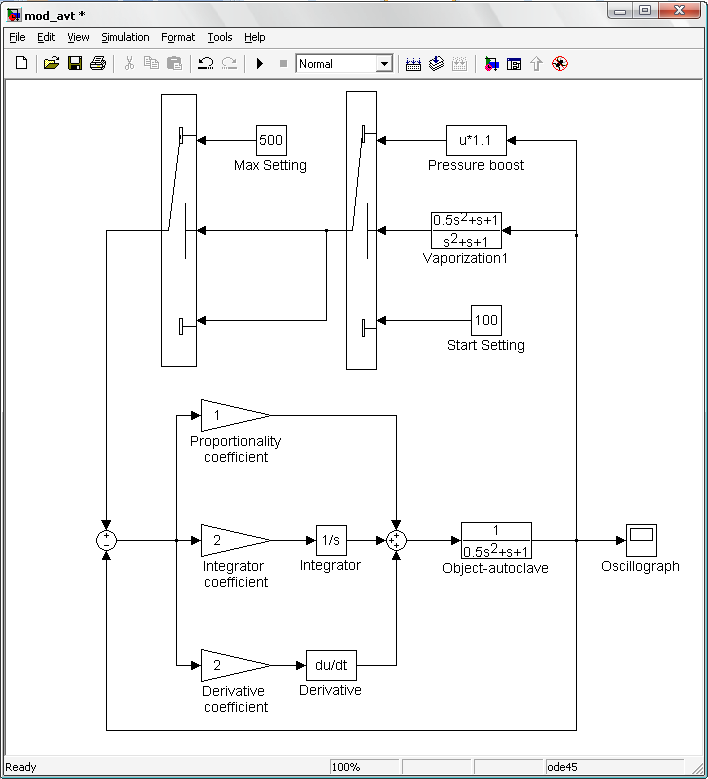 mod_avt *
File Edit View Simulation Format Tools Help
Normal
500
Max Setting
u*1.1
Pressure boost
0.5s2+s+1
s2+s+1
Vaporization1
100
Start Setting
1
Proportionality
coefficient
+
−
2
Integrator
coefficient
1/s
Integrator
+
+
+
1
0.5s2+s+1
Object-autoclave
Oscillograph
2
Derivative
coefficient
du/dt
Derivative
Ready 100% ode45